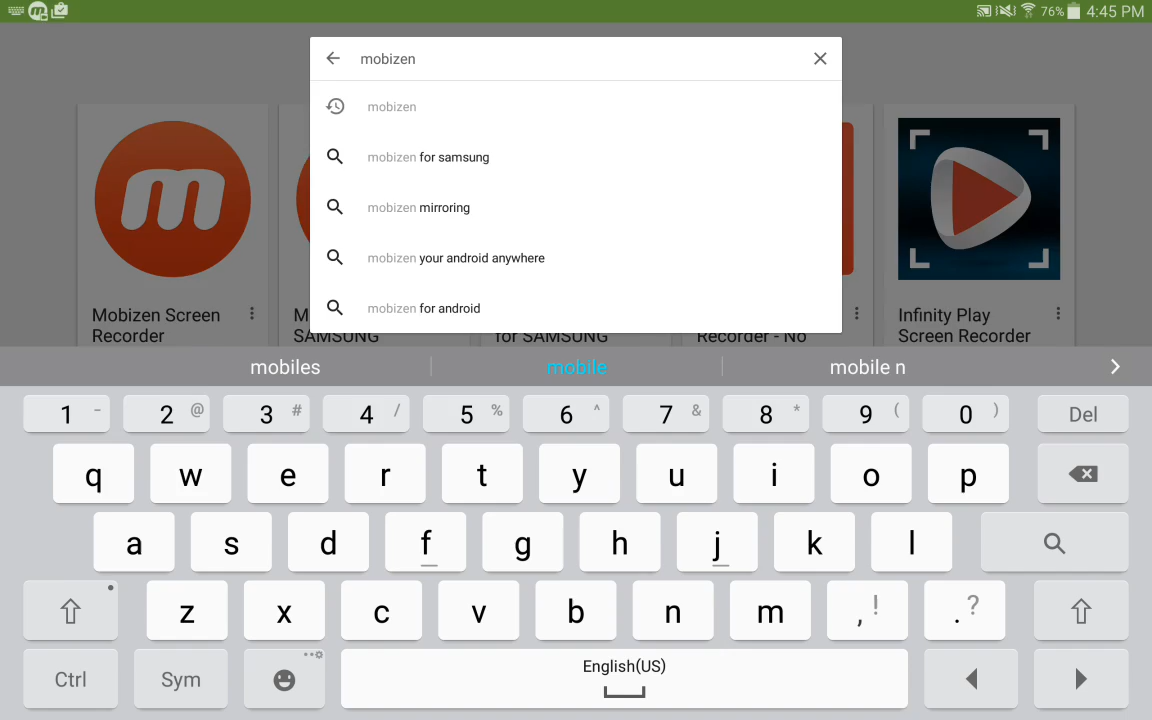 76% 4:45 PM
mobizen
mobizen
mobizen for samsung
mobizen mirroring
mobizen your android anywhere
mobizen for android
m
Mobizen Screen
Recorder
M
SAMSUNG
for SAMSUNG
Recorder - No
Infinity Play
Screen Recorder
mobiles mobile mobile n
1 - 2 @ 3 # 4 / 5 % 6 ^ 7 & 8 * 9 ( 0 ) Del
q w e r t y u i o p
a s d f g h j k l
z x c v b n m , ! . ?
Ctrl Sym English(US)